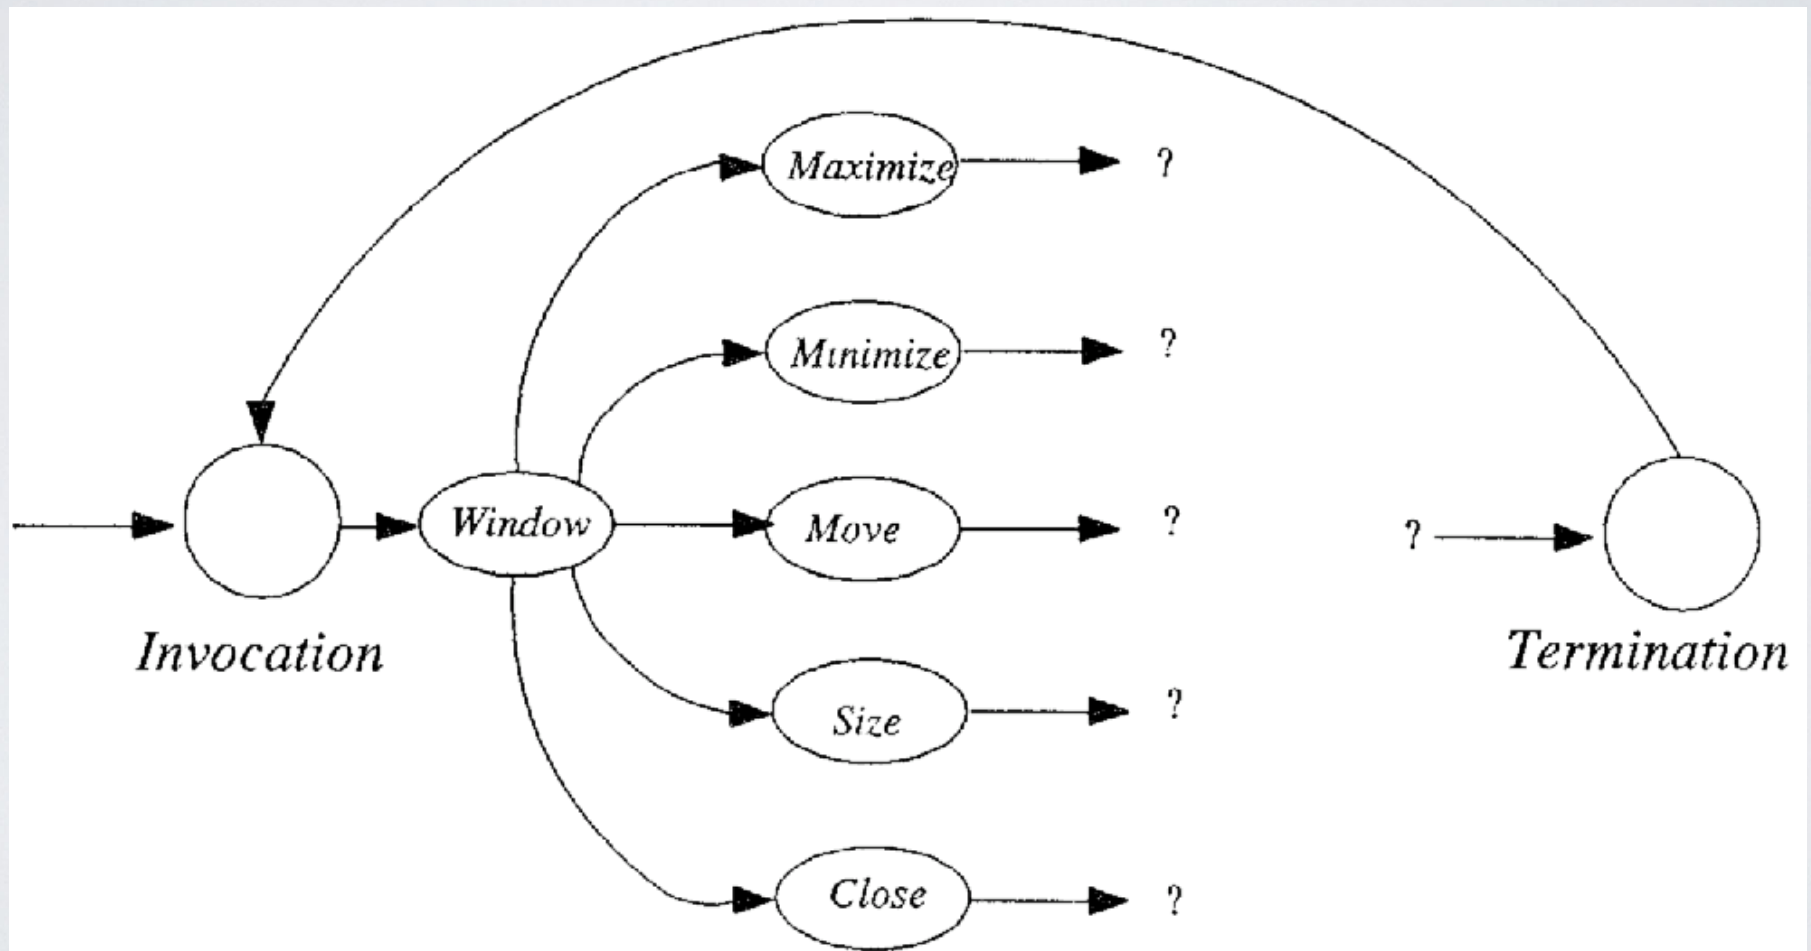 Maximize
?
Minimize
?
Window
Move
?
?
Invocation
Termination
Size
?
Close
?